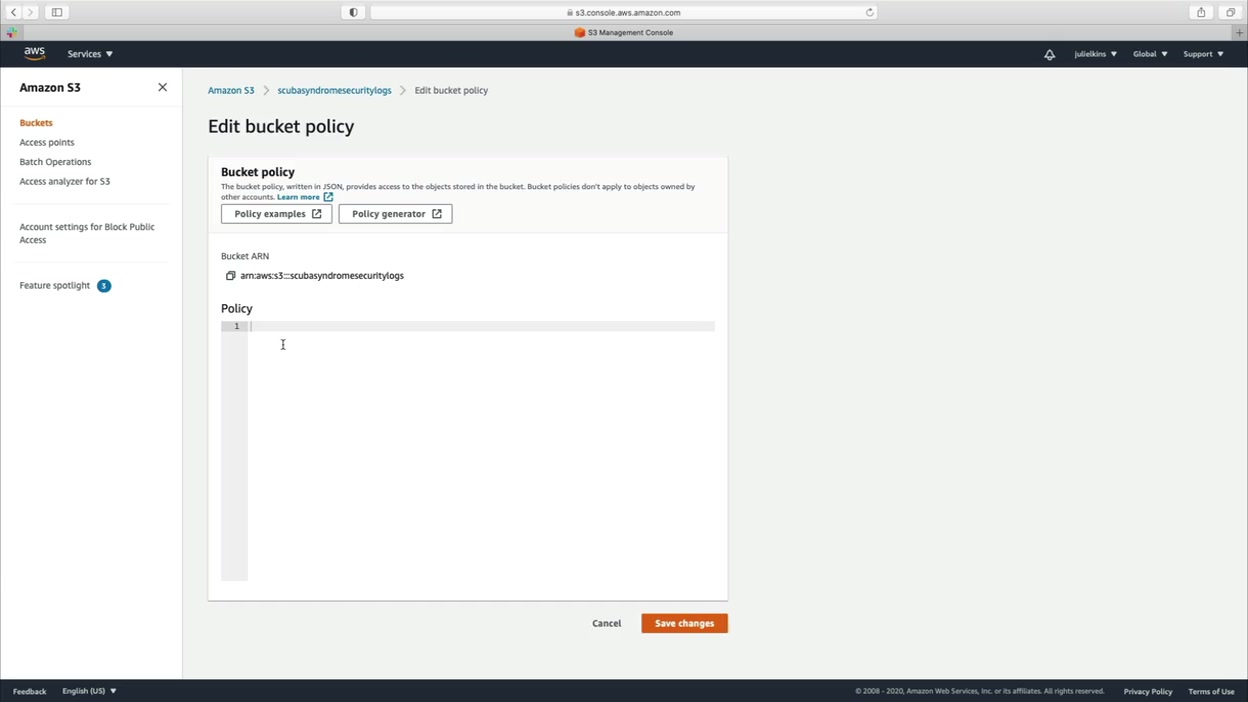 s3.console.aws.amazon.com
S3 Management Console
aws
Services
julielkins
Global
Support
Amazon S3
Buckets
Access points
Batch Operations
Access analyzer for S3
Account settings for Block Public
Access
Feature spotlight 3
Amazon S3 > scubasyndromesecuritylogs > Edit bucket policy
Edit bucket policy
Bucket policy
The bucket policy, written in JSON, provides access to the objects stored in the bucket. Bucket policies don't apply to objects owned by
other accounts. Learn more
Policy examples
Policy generator
Bucket ARN
arn:aws:s3:::scubasyndromesecuritylogs
Policy
1
Cancel
Save changes
Feedback
English (US)
© 2008 - 2020, Amazon Web Services, Inc. or its affiliates. All rights reserved.
Privacy Policy
Terms of Use